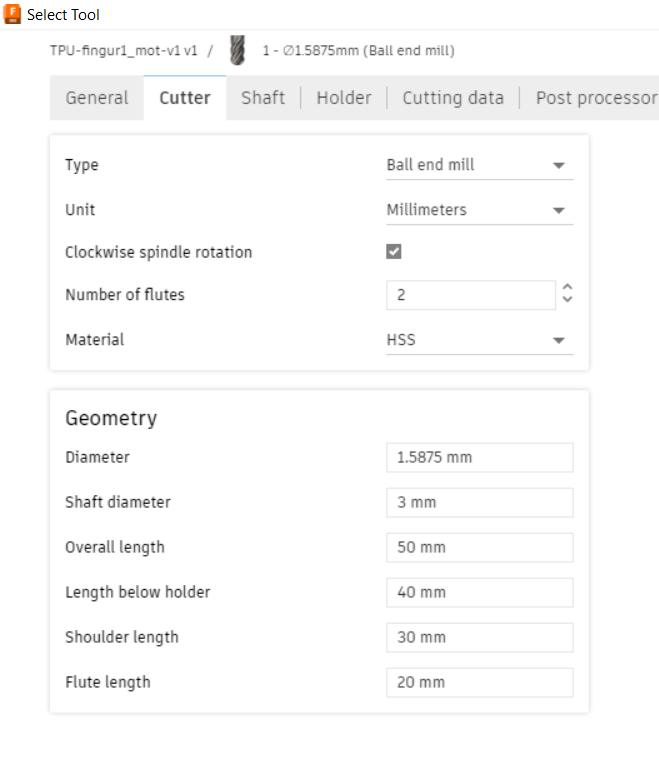 Select Tool
TPU-fingur1_mot-v1 v1 / 1 - Ø1.5875mm (Ball end mill)
General Cutter Shaft Holder Cutting data Post processor
Type Ball end mill
Unit Millimeters
Clockwise spindle rotation
Number of flutes 2
Material HSS
Geometry
Diameter 1.5875 mm
Shaft diameter 3 mm
Overall length 50 mm
Length below holder 40 mm
Shoulder length 30 mm
Flute length 20 mm